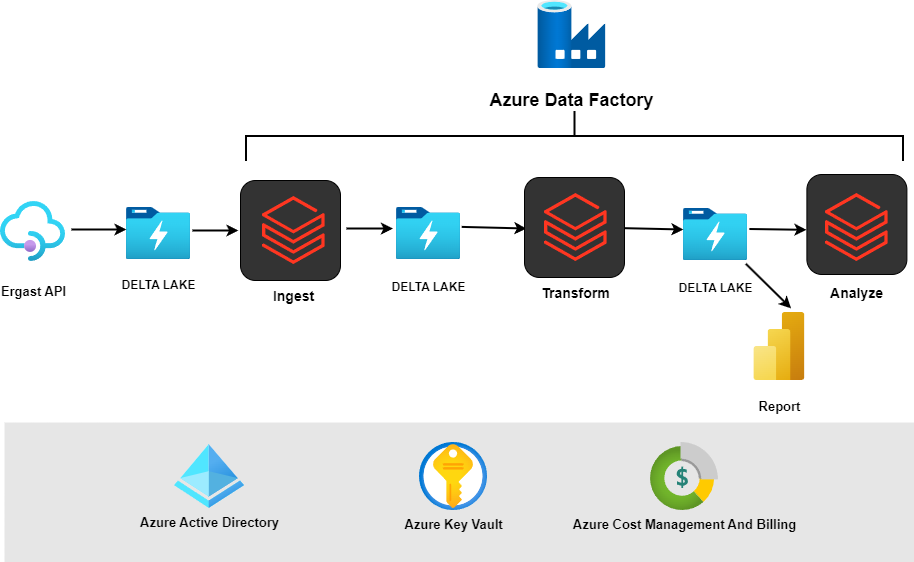 Azure Data Factory
Ergast API
DELTA LAKE
Ingest
DELTA LAKE
Transform
DELTA LAKE
Analyze
Report
Azure Active Directory
Azure Key Vault
$
Azure Cost Management And Billing